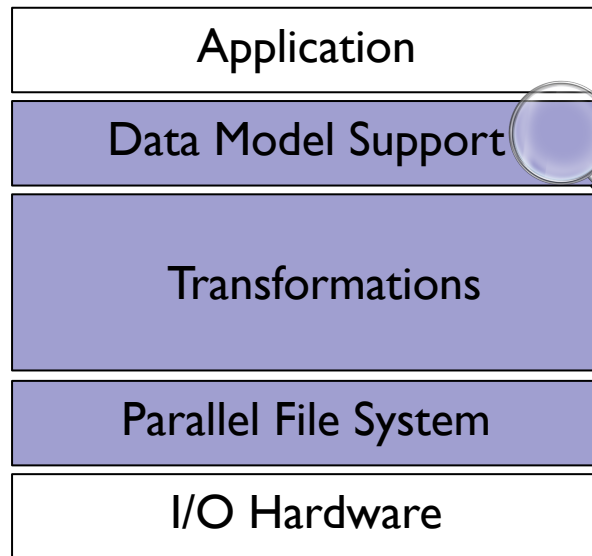 Application
Data Model Support
Transformations
Parallel File System
I/O Hardware